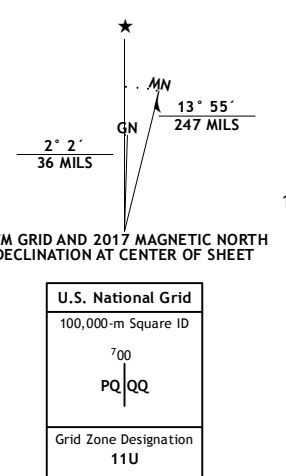 ★
MN
13° 55´
247 MILS
GN
2° 2´
36 MILS
M GRID AND 2017 MAGNETIC NORTH
DECLINATION AT CENTER OF SHEET
U.S. National Grid
100,000-m Square ID
⁷00
PQ QQ
Grid Zone Designation
11U